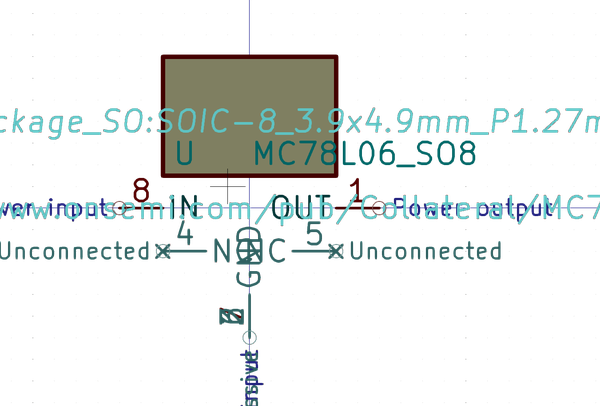 ckage_SO:SOIC-8_3.9x4.9mm_P1.27m
U MC78L06_SO8
8 1
wer input IN OUT Power output
www.onsemi.com/pub/Collateral/MC7
4 5
Unconnected NC NC Unconnected
GND
input